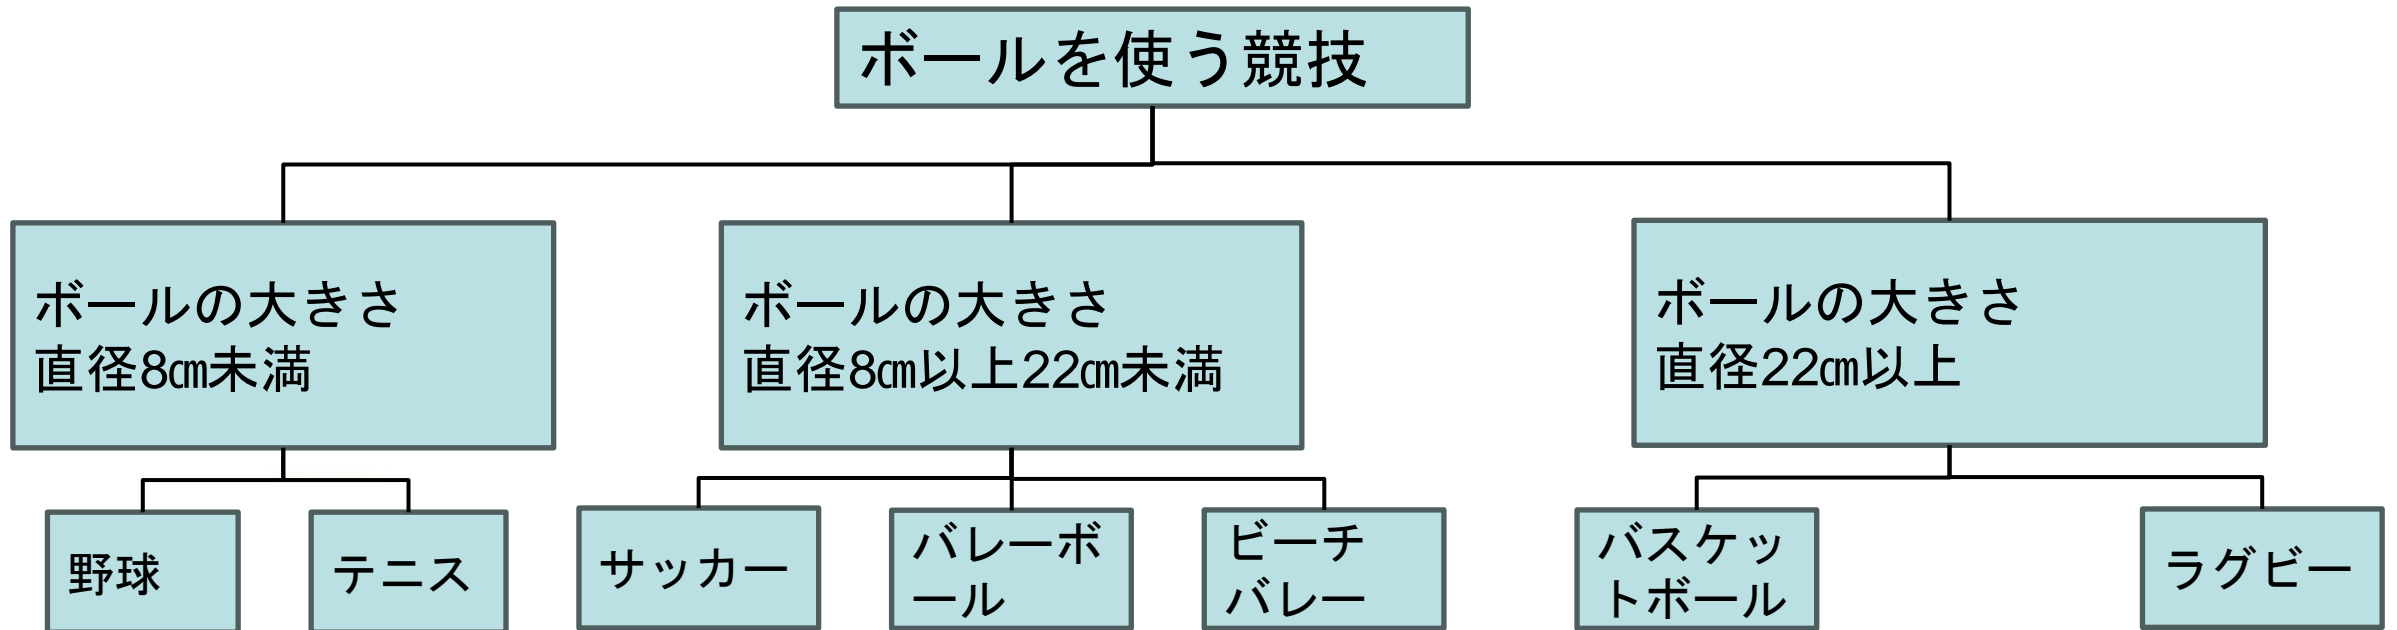 ボールを使う競技
ボールの大きさ
直径8㎝未満
ボールの大きさ
直径8㎝以上22㎝未満
ボールの大きさ
直径22㎝以上
野球
テニス
サッカー
バレーボ
ール
ビーチ
バレー
バスケッ
トボール
ラグビー